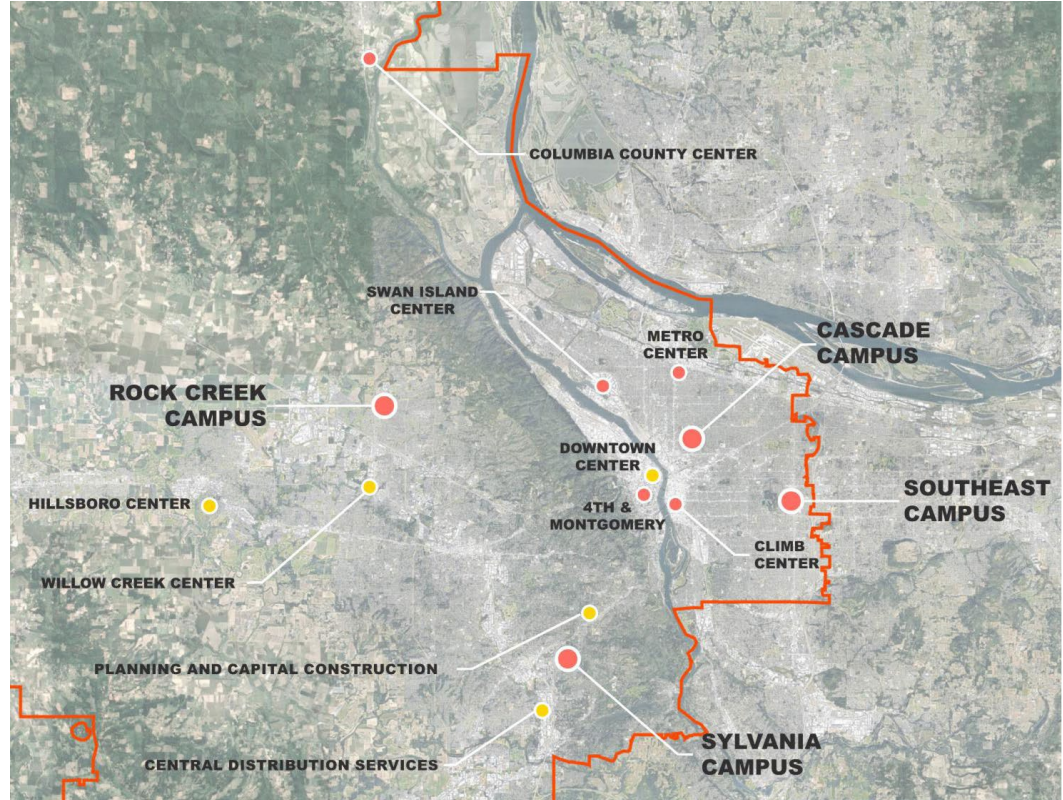 COLUMBIA COUNTY CENTER
SWAN ISLAND
CENTER
METRO
CENTER
CASCADE
CAMPUS
ROCK CREEK
CAMPUS
DOWNTOWN
CENTER
HILLSBORO CENTER
4TH &
MONTGOMERY
SOUTHEAST
CAMPUS
CLIMB
CENTER
WILLOW CREEK CENTER
PLANNING AND CAPITAL CONSTRUCTION
SYLVANIA
CAMPUS
CENTRAL DISTRIBUTION SERVICES